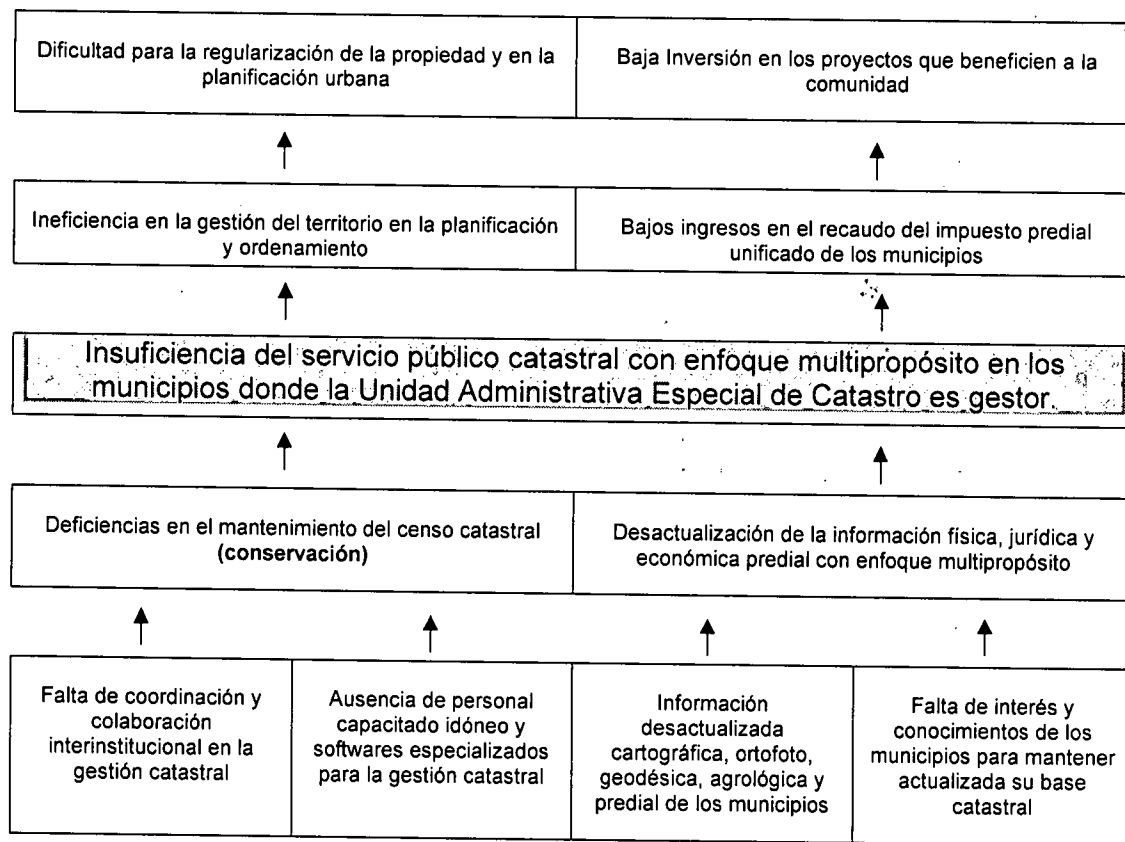 Dificultad para la regularización de la propiedad y en la
planificación urbana
Baja Inversión en los proyectos que beneficien a la
comunidad
Ineficiencia en la gestión del territorio en la planificación
y ordenamiento
Bajos ingresos en el recaudo del impuesto predial
unificado de los municipios
Insuficiencia del servicio público catastral con enfoque multipropósito en los
municipios donde la Unidad Administrativa Especial de Catastro es gestor.
Deficiencias en el mantenimiento del censo catastral
(conservación)
Desactualización de la información física, jurídica y
económica predial con enfoque multipropósito
Falta de coordinación y
colaboración
interinstitucional en la
gestión catastral
Ausencia de personal
capacitado idóneo y
softwares especializados
para la gestión catastral
Información
desactualizada
cartográfica, ortofoto,
geodésica, agrológica y
predial de los municipios
Falta de interés y
conocimientos de los
municipios para mantener
actualizada su base
catastral